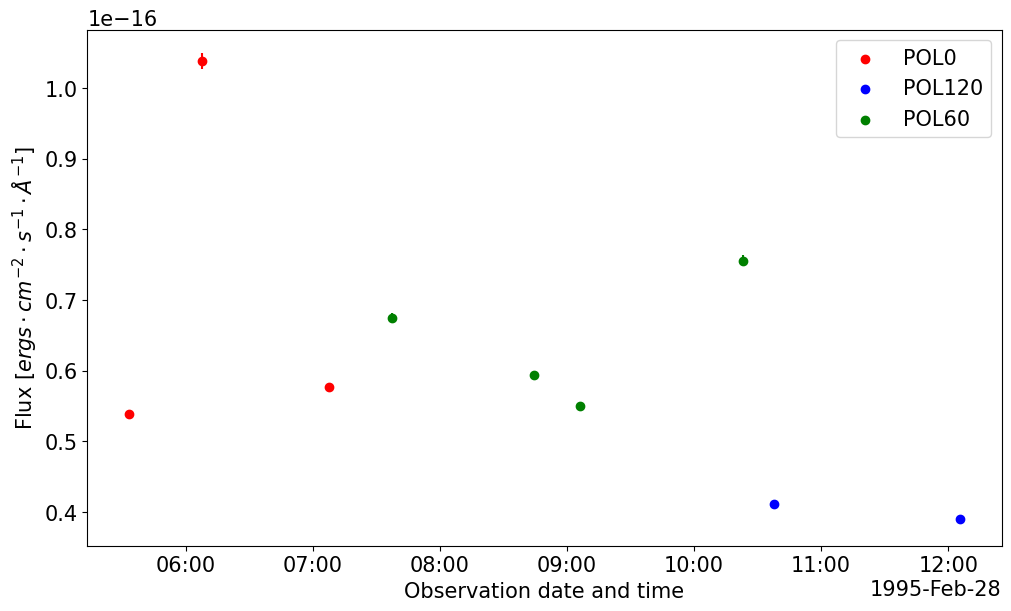 1e−16
POL0
POL120
POL60
1.0
0.9
0.8
0.7
0.6
0.5
0.4
Flux [ergs · cm⁻² · s⁻¹ · Å⁻¹]
06:00 07:00 08:00 09:00 10:00 11:00 12:00
Observation date and time
1995-Feb-28